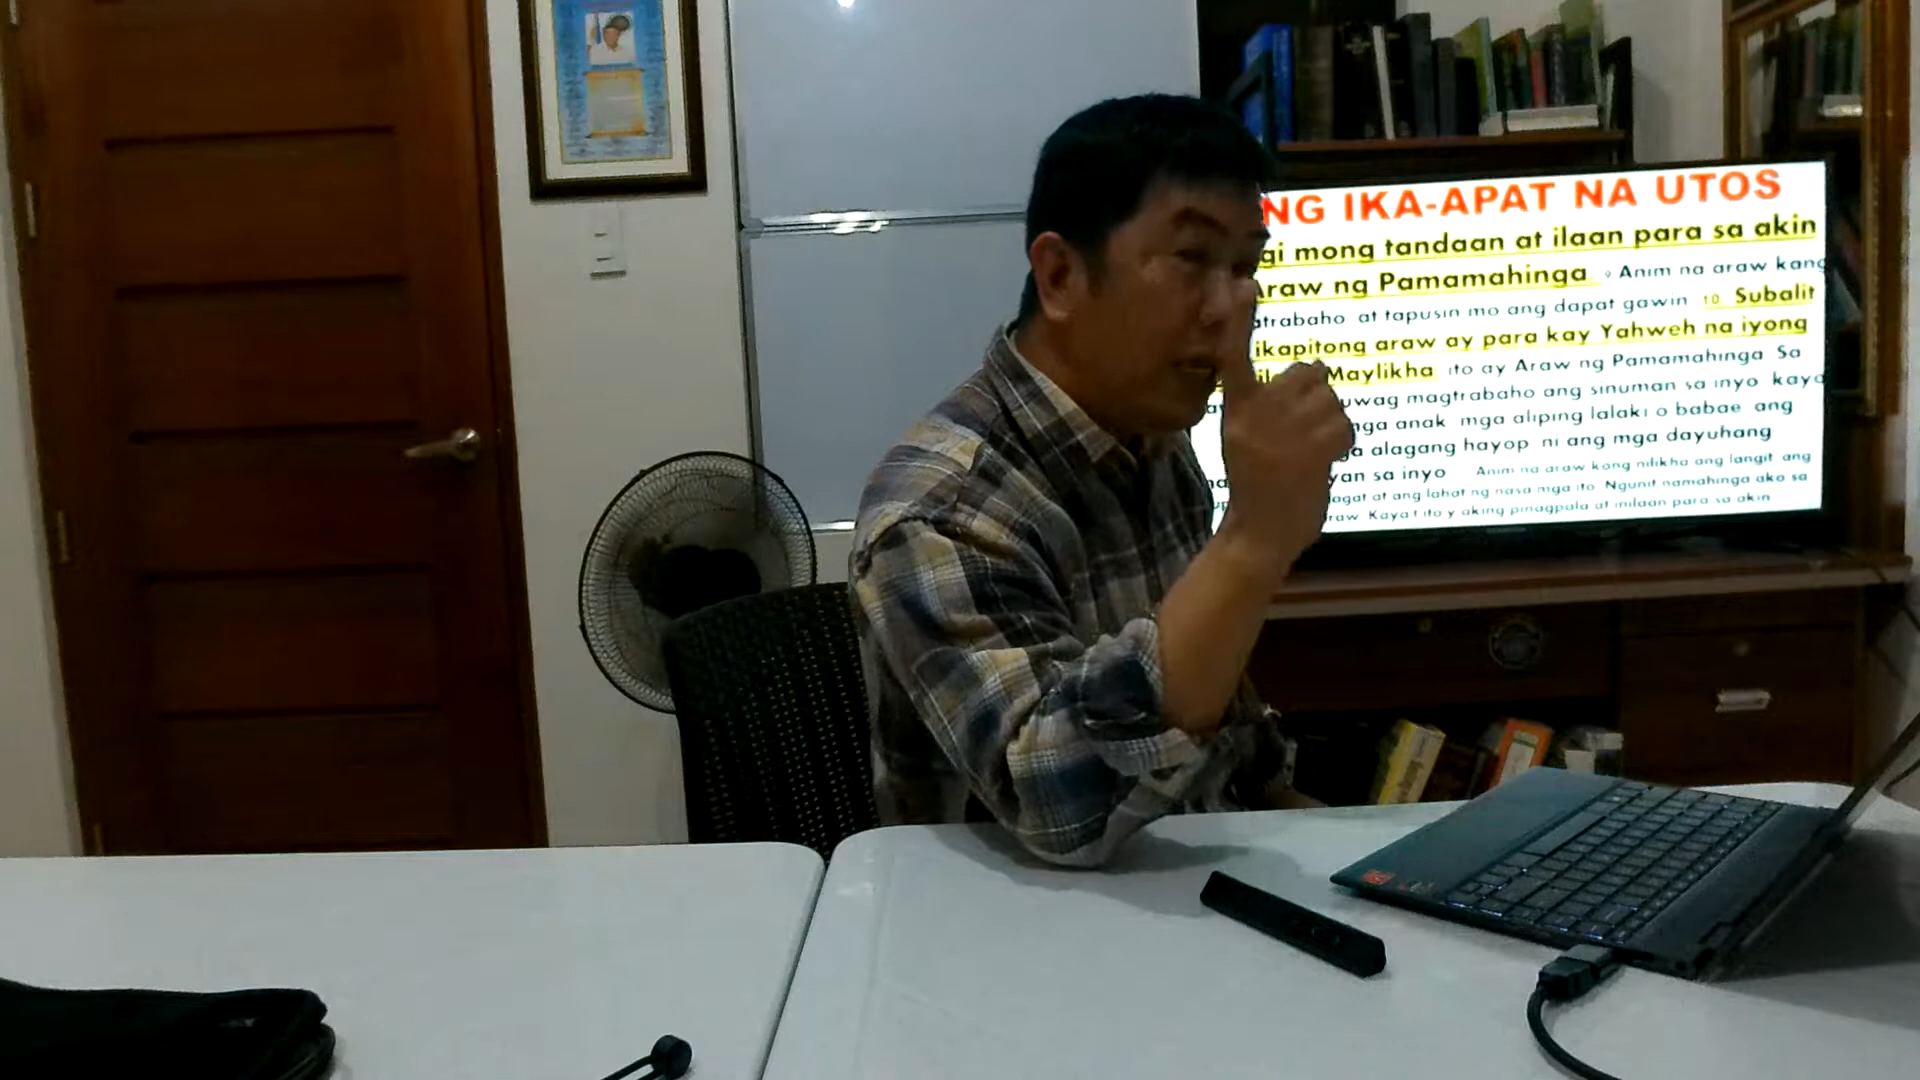 NG IKA-APAT NA UTOS
gi mong tandaan at ilaan para sa akin
Araw ng Pamamahinga 9 Anim na araw kang
trabaho at tapusin mo ang dapat gawin 10 Subalit
ikapitong araw ay para kay Yahweh na iyong
Maylikha ito ay Araw ng Pamamahinga Sa
uwag magtrabaho ang sinuman sa inyo kayo
nga anak mga aliping lalaki o babae ang
ga alagang hayop ni ang mga dayuhang
yan sa inyo Anim na araw kong nilikha ang langit ang
agat at ang lahat ng nasa mga ito Ngunit namahinga ako sa
raw Kaya't ito'y aking pinagpala at inilaan para sa akin